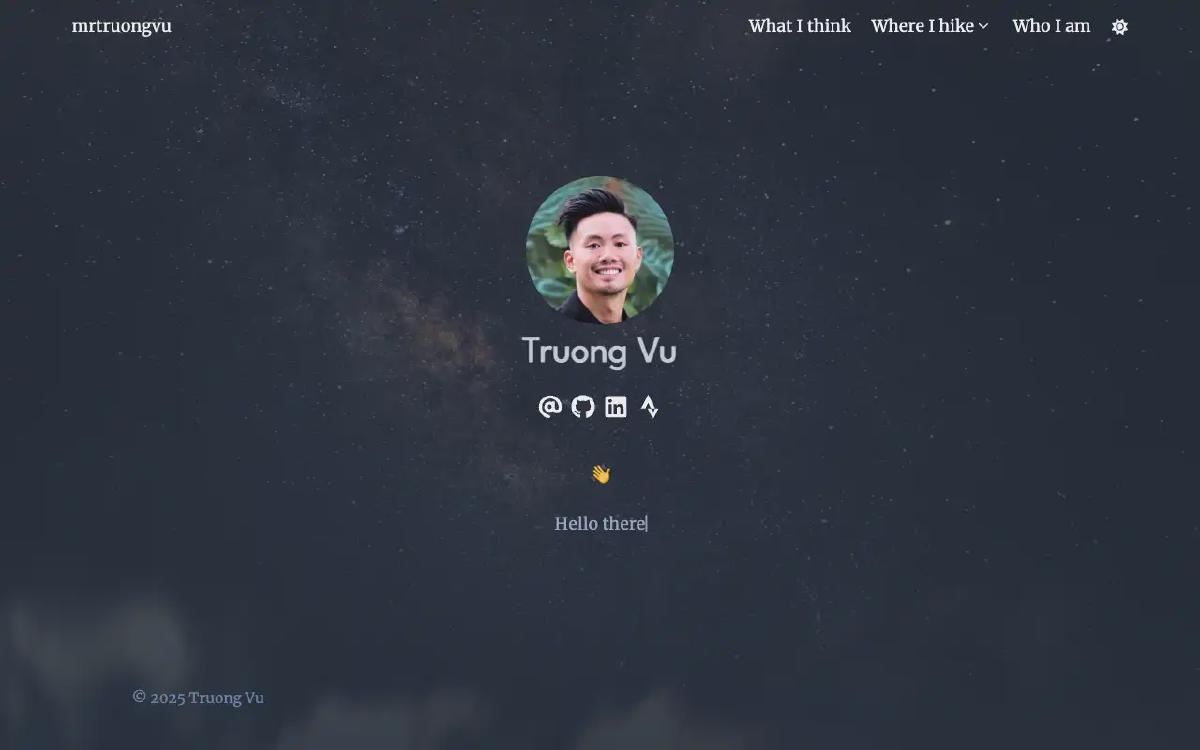 mrtruongvu
What I think
Where I hike
Who I am
Truong Vu
Hello there
© 2025 Truong Vu